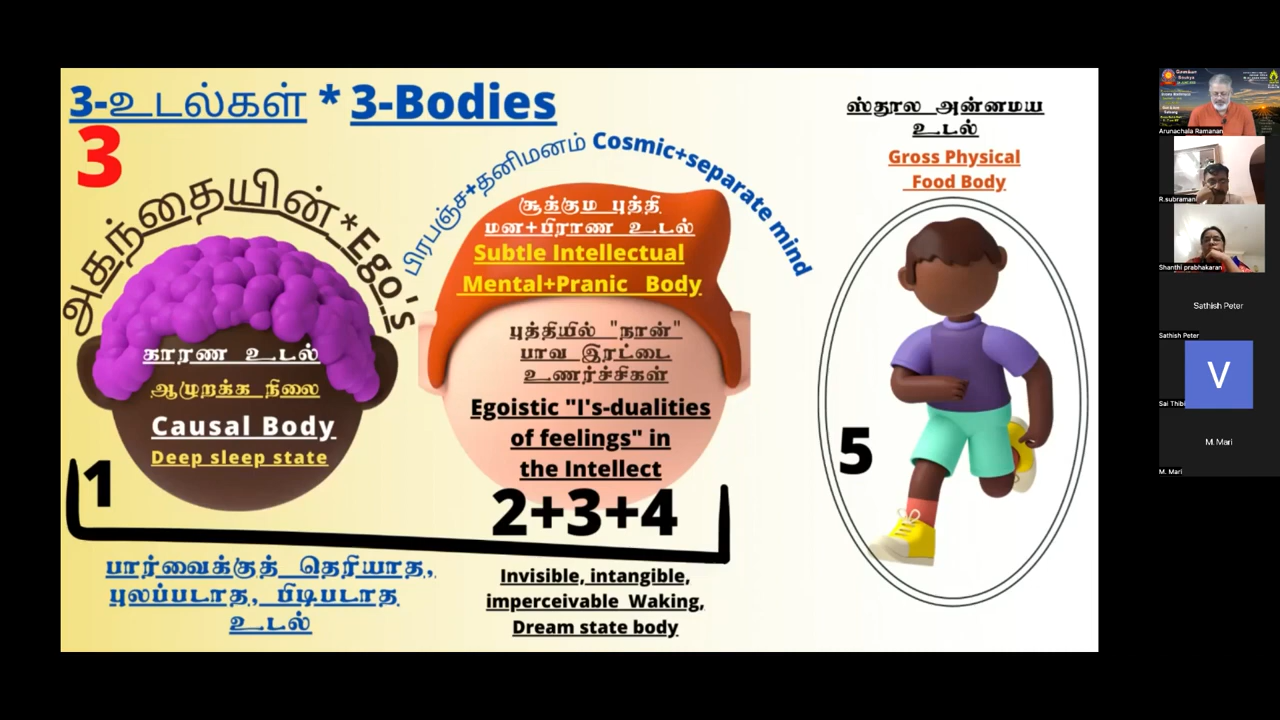 3-உடல்கள் * 3-Bodies
3
அகந்தையின்*Ego's
காரண உடல்
ஆழுறக்க நிலை
Causal Body
Deep sleep state
1
பிரபஞ்ச+தனிமனம் Cosmic+separate mind
சூக்கும புத்தி
மன+பிராண உடல்
Subtle Intellectual
Mental+Pranic Body
புத்தியில் "நான்"
பாவ இரட்டை
உணர்ச்சிகள்
Egoistic "I's-dualities
of feelings" in
the Intellect
2+3+4
பார்வைக்குத் தெரியாத,
புலப்படாத, பிடிபடாத
உடல்
Invisible, intangible,
imperceivable Waking,
Dream state body
ஸ்தூல அன்னமய
உடல்
Gross Physical
Food Body
5
Arunachala Ramanan
R.subramani
Shanthi prabhakaran
Sathish Peter
Sathish Peter
V
Sai Thibi
M. Mari
M. Mari